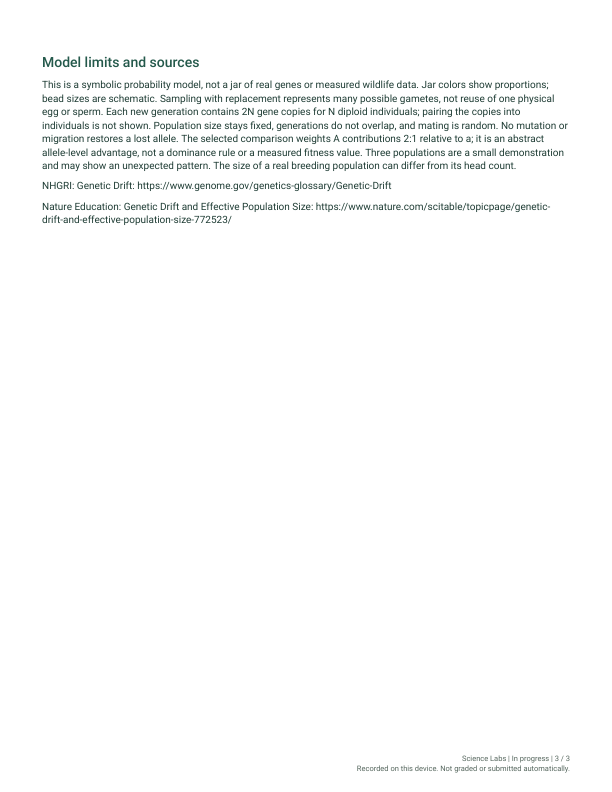 Model limits and sources
This is a symbolic probability model, not a jar of real genes or measured wildlife data. Jar colors show proportions;
bead sizes are schematic. Sampling with replacement represents many possible gametes, not reuse of one physical
egg or sperm. Each new generation contains 2N gene copies for N diploid individuals; pairing the copies into
individuals is not shown. Population size stays fixed, generations do not overlap, and mating is random. No mutation or
migration restores a lost allele. The selected comparison weights A contributions 2:1 relative to a; it is an abstract
allele-level advantage, not a dominance rule or a measured fitness value. Three populations are a small demonstration
and may show an unexpected pattern. The size of a real breeding population can differ from its head count.
NHGRI: Genetic Drift: https://www.genome.gov/genetics-glossary/Genetic-Drift
Nature Education: Genetic Drift and Effective Population Size: https://www.nature.com/scitable/topicpage/genetic-
drift-and-effective-population-size-772523/
Science Labs | In progress | 3 / 3
Recorded on this device. Not graded or submitted automatically.